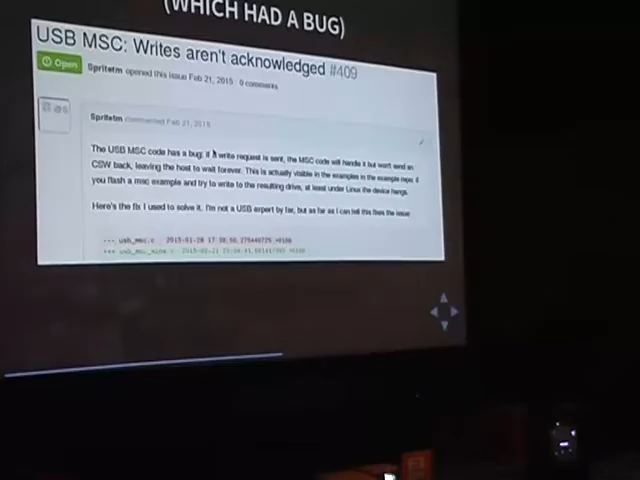 (WHICH HAD A BUG)
USB MSC: Writes aren't acknowledged #409
Open
Spritetm opened this issue Feb 21, 2015 · 0 comments
Spritetm commented Feb 21, 2015
The USB MSC code has a bug: if a write request is sent, the MSC code will handle it but won't send an
CSW back, leaving the host to wait forever. This is actually visible in the examples in the example repo: if
you flash a msc example and try to write to the resulting drive, at least under Linux the device hangs.
Here's the fix I used to solve it. I'm not a USB expert by far, but as far as I can tell this fixes the issue
--- usb_msc.c 2015-01-28
+++